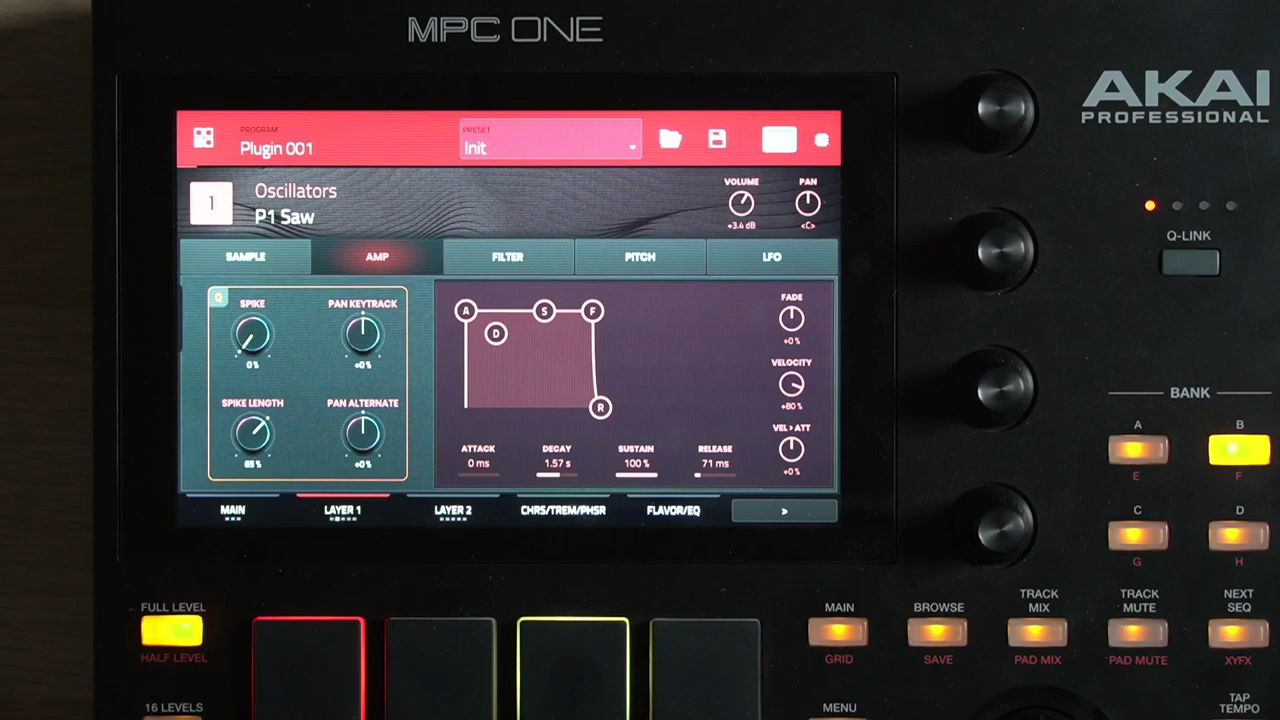 MPC ONE
AKAI
PROFESSIONAL
PROGRAM
Plugin 001
PRESET
Init
1
Oscillators
P1 Saw
VOLUME
+3.4 dB
PAN
<C>
SAMPLE
AMP
FILTER
PITCH
LFO
Q
SPIKE
0 %
PAN KEYTRACK
+0 %
SPIKE LENGTH
65 %
PAN ALTERNATE
+0 %
A
D
S
F
R
ATTACK
0 ms
DECAY
1.57 s
SUSTAIN
100 %
RELEASE
71 ms
FADE
+0 %
VELOCITY
+80 %
VEL > ATT
+0 %
MAIN
LAYER 1
LAYER 2
CHRS/TREM/PHSR
FLAVOR/EQ
>
Q-LINK
BANK
A
B
E
F
C
D
G
H
FULL LEVEL
HALF LEVEL
16 LEVELS
MAIN
GRID
BROWSE
SAVE
TRACK
MIX
PAD MIX
TRACK
MUTE
PAD MUTE
NEXT
SEQ
XYFX
MENU
TAP
TEMPO